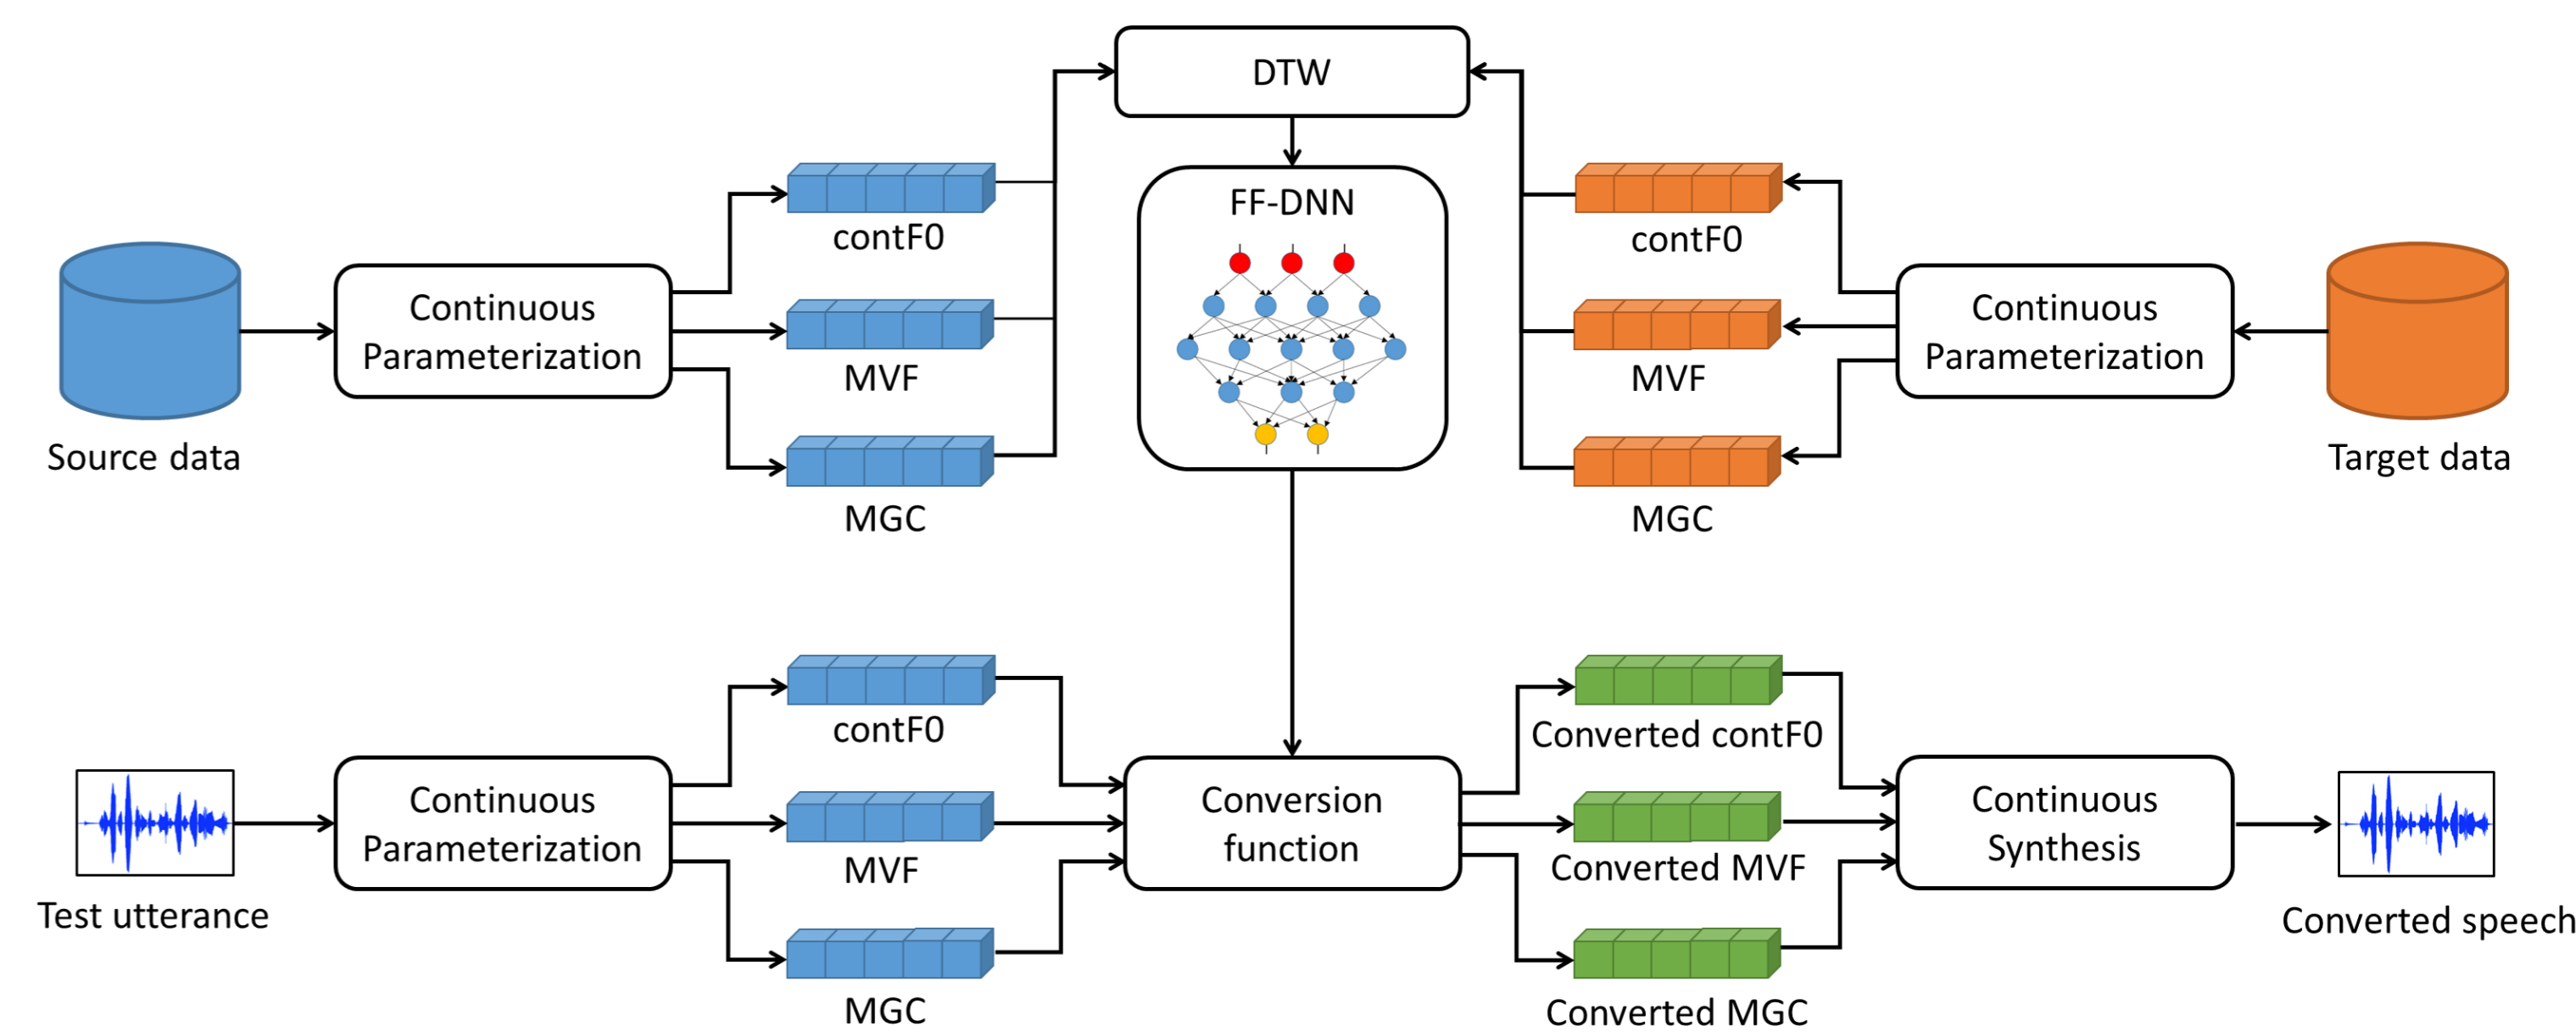 DTW
FF-DNN
contF0
MVF
MGC
Continuous
Parameterization
Source data
contF0
MVF
MGC
Continuous
Parameterization
Target data
Test utterance
Continuous
Parameterization
contF0
MVF
MGC
Conversion
function
Converted contF0
Converted MVF
Converted MGC
Continuous
Synthesis
Converted speech